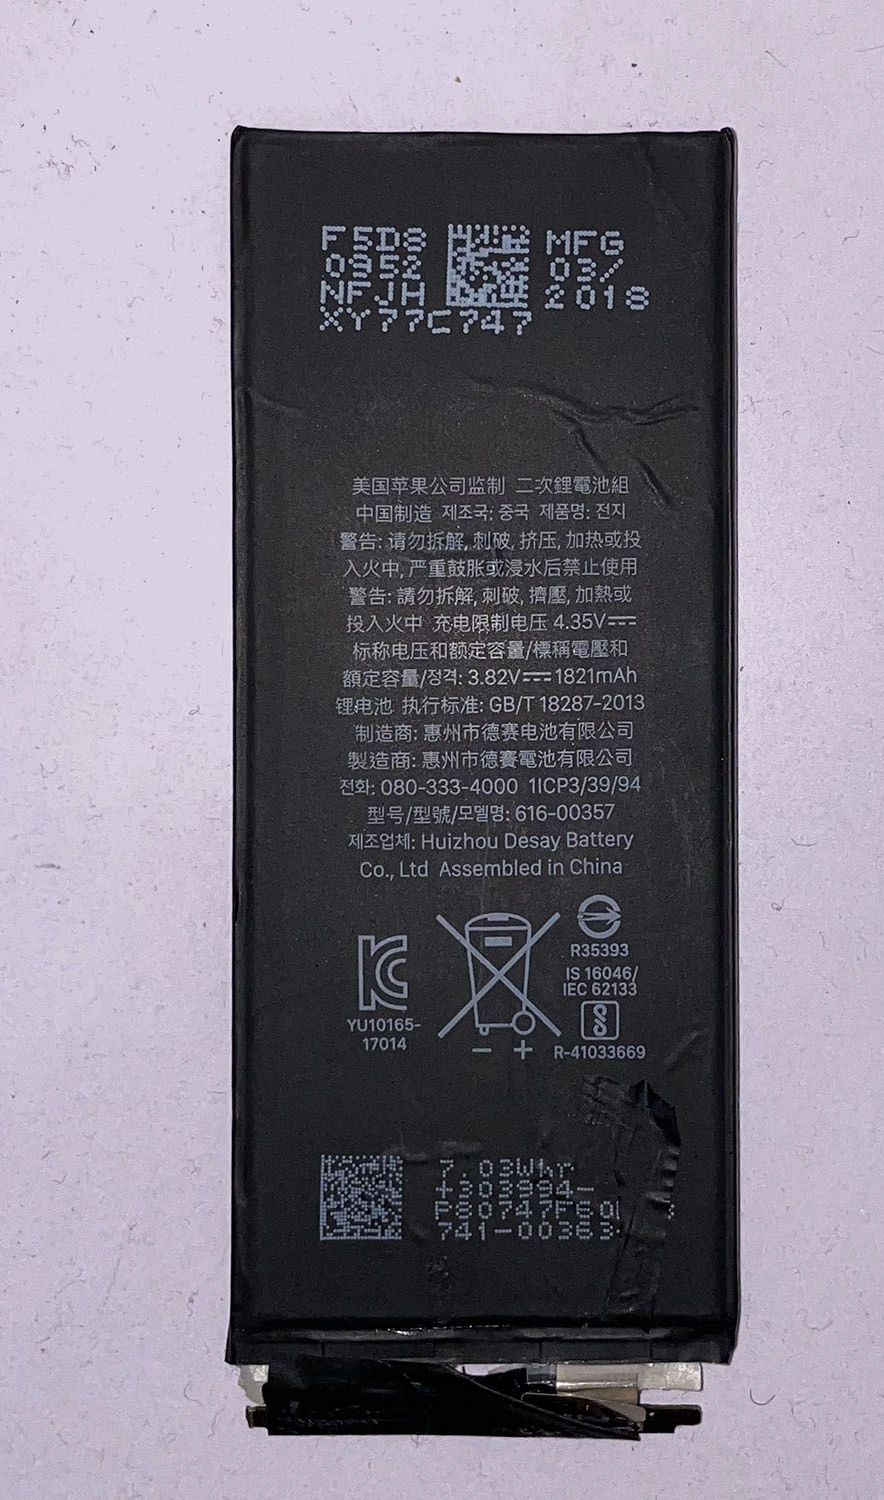 F5D8
0352
NFJH
XY77C747
MFG
03/
2018
美国苹果公司监制 二次鋰電池組
中国制造 제조국: 중국 제품명: 전지
警告: 请勿拆解, 刺破, 挤压, 加热或投
入火中, 严重鼓胀或浸水后禁止使用
警告: 請勿拆解, 刺破, 擠壓, 加熱或
投入火中 充电限制电压 4.35V⎓
标称电压和额定容量/標稱電壓和
額定容量/정격: 3.82V⎓1821mAh
锂电池 执行标准: GB/T 18287-2013
制造商: 惠州市德赛电池有限公司
製造商: 惠州市德賽電池有限公司
전화: 080-333-4000 1ICP3/39/94
型号/型號/모델명: 616-00357
제조업체: Huizhou Desay Battery
Co., Ltd Assembled in China
R35393
IS 16046/
IEC 62133
YU10165-
17014
− +
R-41033669
7.03Whr
+303994-
741-00363